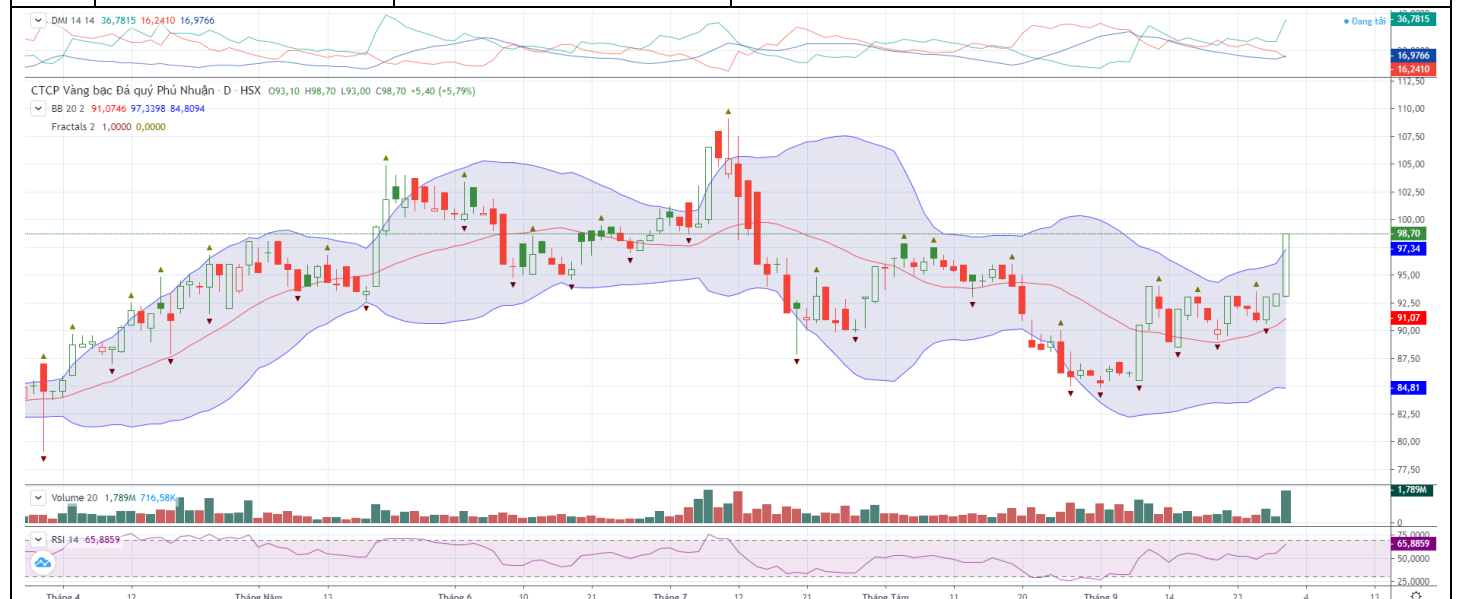 DMI 14 14 36,7815 16,2410 16,9766
Đang tải
36,7815
16,9766
16,2410
CTCP Vàng bạc Đá quý Phú Nhuận · D · HSX O93,10 H98,70 L93,00 C98,70 +5,40 (+5,79%)
BB 20 2 91,0746 97,3398 84,8094
Fractals 2 1,0000 0,0000
112,50
110,00
107,50
105,00
102,50
100,00
98,70
97,34
95,00
92,50
91,07
90,00
87,50
84,81
82,50
80,00
77,50
Volume 20 1,789M 716,58K
1,789M
0
RSI 14 65,8859
75,0000
65,8859
50,0000
25,0000
Tháng 4 12 Tháng Năm 13 Tháng 6 10 21 Tháng 7 12 21 Tháng Tám 11 20 Tháng 9 14 23 4 13